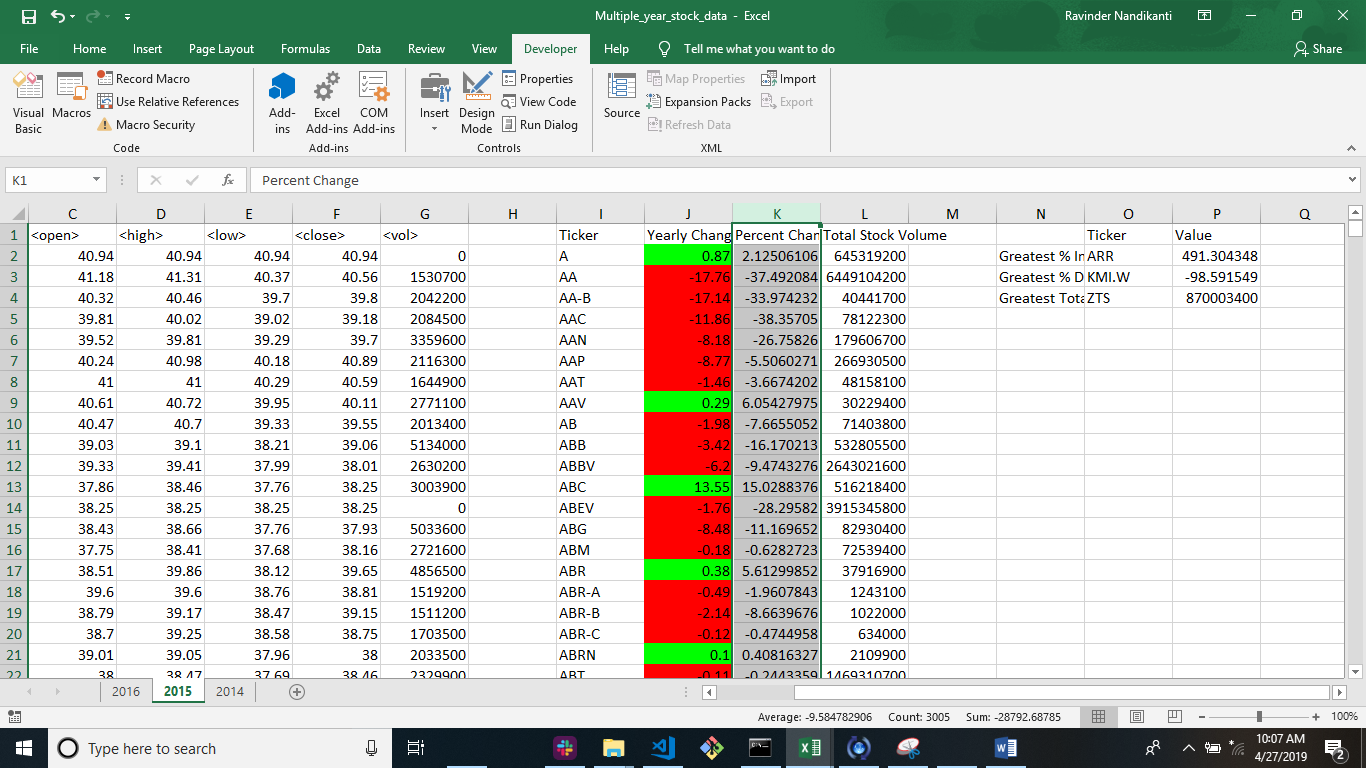 Multiple_year_stock_data - Excel
Ravinder Nandikanti
File Home Insert Page Layout Formulas Data Review View Developer Help Tell me what you want to do Share
Visual Basic
Macros
Record Macro
Use Relative References
Macro Security
Code
Add-ins
Excel Add-ins
COM Add-ins
Add-ins
Insert
Design Mode
Properties
View Code
Run Dialog
Controls
Source
Map Properties
Expansion Packs
Refresh Data
Import
Export
XML
K1 fx Percent Change
C D E F G H I J K L M N O P Q
1 <open> <high> <low> <close> <vol> Ticker Yearly Chang Percent Chan Total Stock Volume Ticker Value
2 40.94 40.94 40.94 40.94 0 A 0.87 2.12506106 645319200 Greatest % In ARR 491.304348
3 41.18 41.31 40.37 40.56 1530700 AA -17.76 -37.492084 6449104200 Greatest % D KMI.W -98.591549
4 40.32 40.46 39.7 39.8 2042200 AA-B -17.14 -33.974232 40441700 Greatest Tota ZTS 870003400
5 39.81 40.02 39.02 39.18 2084500 AAC -11.86 -38.35705 78122300
6 39.52 39.81 39.29 39.7 3359600 AAN -8.18 -26.75826 179606700
7 40.24 40.98 40.18 40.89 2116300 AAP -8.77 -5.5060271 266930500
8 41 41 40.29 40.59 1644900 AAT -1.46 -3.6674202 48158100
9 40.61 40.72 39.95 40.11 2771100 AAV 0.29 6.05427975 30229400
10 40.47 40.7 39.33 39.55 2013400 AB -1.98 -7.6655052 71403800
11 39.03 39.1 38.21 39.06 5134000 ABB -3.42 -16.170213 532805500
12 39.33 39.41 37.99 38.01 2630200 ABBV -6.2 -9.4743276 2643021600
13 37.86 38.46 37.76 38.25 3003900 ABC 13.55 15.0288376 516218400
14 38.25 38.25 38.25 38.25 0 ABEV -1.76 -28.29582 3915345800
15 38.43 38.66 37.76 37.93 5033600 ABG -8.48 -11.169652 82930400
16 37.75 38.41 37.68 38.16 2721600 ABM -0.18 -0.6282723 72539400
17 38.51 39.86 38.12 39.65 4856500 ABR 0.38 5.61299852 37916900
18 39.6 39.6 38.76 38.81 1519200 ABR-A -0.49 -1.9607843 1243100
19 38.79 39.17 38.47 39.15 1511200 ABR-B -2.14 -8.6639676 1022000
20 38.7 39.25 38.58 38.75 1703500 ABR-C -0.12 -0.4744958 634000
21 39.01 39.05 37.96 38 2033500 ABRN 0.1 0.40816327 2109900
22 38 38.47 37.69 38.46 2329900 ABT -0.11 -0.2443359 1469310700
2016 2015 2014
Average: -9.584782906 Count: 3005 Sum: -28792.68785 100%
Type here to search
10:07 AM
4/27/2019
2